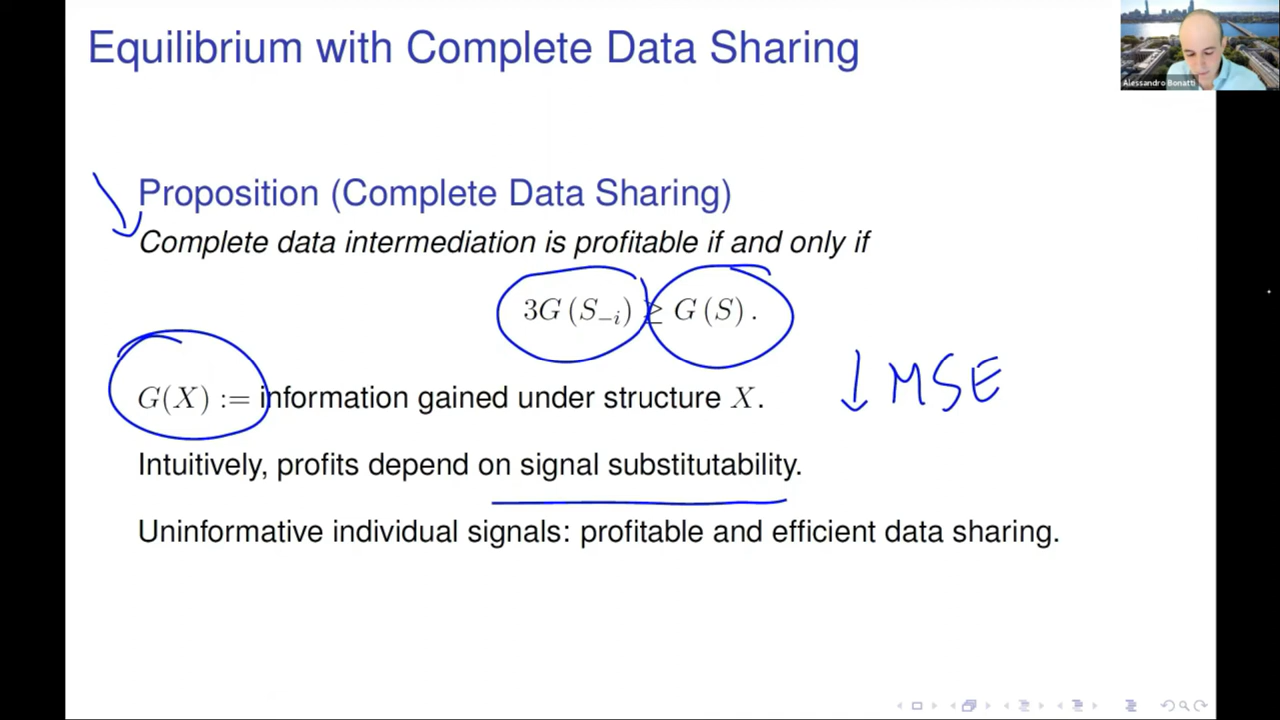 Equilibrium with Complete Data Sharing
Alessandro Bonatti
Proposition (Complete Data Sharing)
Complete data intermediation is profitable if and only if
3G (S₋ᵢ) ≥ G (S) .
G(X) := information gained under structure X.
↓ MSE
Intuitively, profits depend on signal substitutability.
Uninformative individual signals: profitable and efficient data sharing.